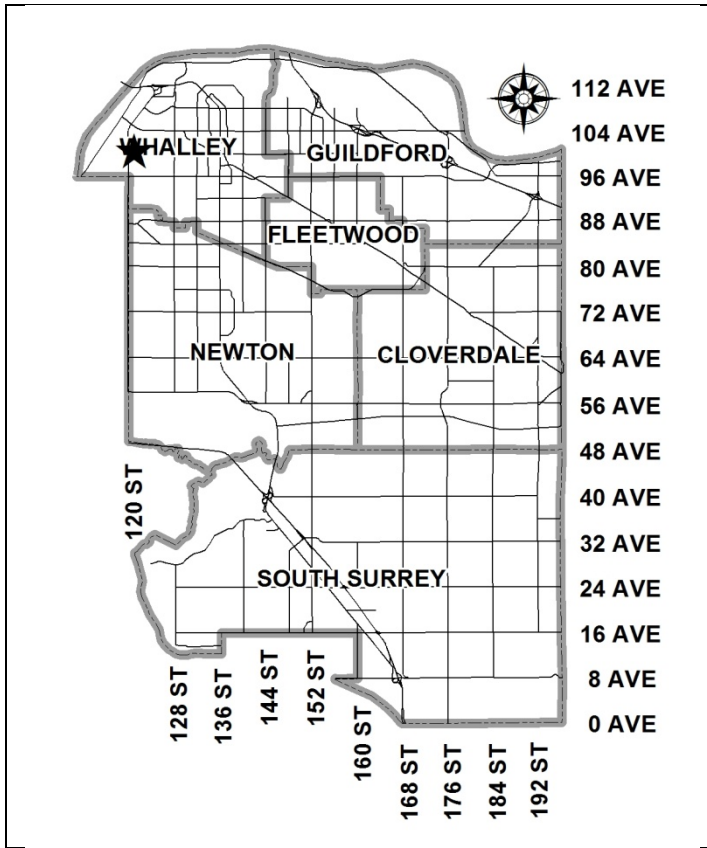 112 AVE
104 AVE
WHALLEY
GUILDFORD
96 AVE
88 AVE
FLEETWOOD
80 AVE
72 AVE
NEWTON
CLOVERDALE
64 AVE
56 AVE
48 AVE
120 ST
40 AVE
32 AVE
SOUTH SURREY
24 AVE
16 AVE
128 ST
136 ST
144 ST
152 ST
160 ST
8 AVE
0 AVE
168 ST
176 ST
184 ST
192 ST